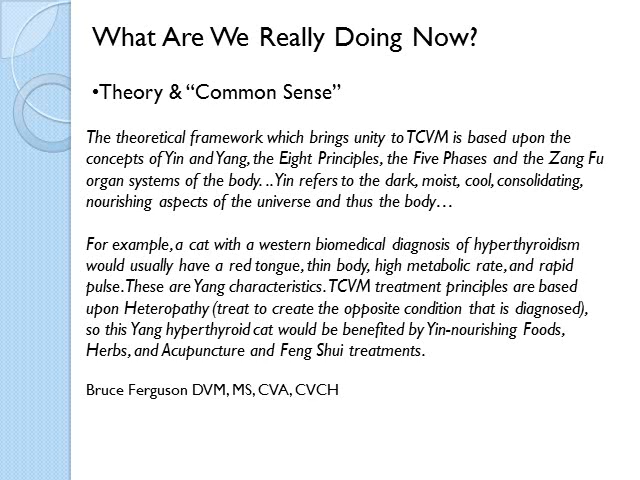 What Are We Really Doing Now?
•Theory & “Common Sense”
The theoretical framework which brings unity to TCVM is based upon the
concepts of Yin and Yang, the Eight Principles, the Five Phases and the Zang Fu
organ systems of the body. .. Yin refers to the dark, moist, cool, consolidating,
nourishing aspects of the universe and thus the body…
For example, a cat with a western biomedical diagnosis of hyperthyroidism
would usually have a red tongue, thin body, high metabolic rate, and rapid
pulse. These are Yang characteristics. TCVM treatment principles are based
upon Heteropathy (treat to create the opposite condition that is diagnosed),
so this Yang hyperthyroid cat would be benefited by Yin-nourishing Foods,
Herbs, and Acupuncture and Feng Shui treatments.
Bruce Ferguson DVM, MS, CVA, CVCH